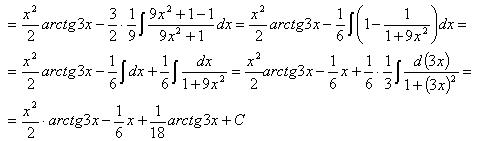 = \frac{x^2}{2} arctg3x - \frac{3}{2} \cdot \frac{1}{9} \int \frac{9x^2+1-1}{9x^2+1} dx = \frac{x^2}{2} arctg3x - \frac{1}{6} \int \left( 1 - \frac{1}{1+9x^2} \right) dx =
= \frac{x^2}{2} arctg3x - \frac{1}{6} \int dx + \frac{1}{6} \int \frac{dx}{1+9x^2} = \frac{x^2}{2} arctg3x - \frac{1}{6} x + \frac{1}{6} \cdot \frac{1}{3} \int \frac{d(3x)}{1+(3x)^2} =
= \frac{x^2}{2} \cdot arctg3x - \frac{1}{6} x + \frac{1}{18} arctg3x + C